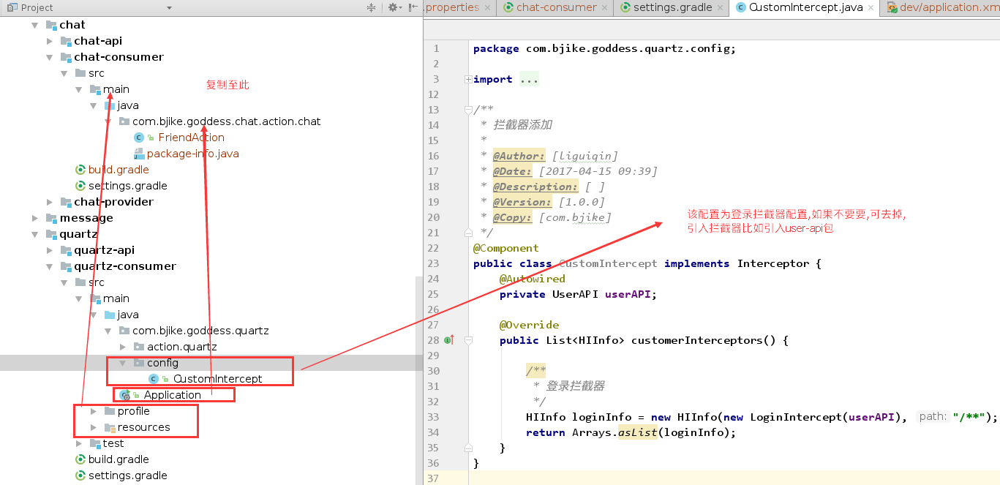 Project
chat
chat-api
chat-consumer
src
main
java
com.bjike.goddess.chat.action.chat
FriendAction
package-info.java
build.gradle
settings.gradle
chat-provider
message
quartz
quartz-api
quartz-consumer
src
main
java
com.bjike.goddess.quartz
action.quartz
config
CustomIntercept
Application
profile
resources
test
build.gradle
settings.gradle
复制至此
.properties × chat-consumer × settings.gradle × CustomIntercept.java × dev/application.xm
1 package com.bjike.goddess.quartz.config;
2
3 import ...
12
13 /**
14 * 拦截器添加
15 *
16 * @Author: [liguiqin]
17 * @Date: [2017-04-15 09:39]
18 * @Description: [ ]
19 * @Version: [1.0.0]
20 * @Copy: [com.bjike]
21 */
22 @Component
23 public class CustomIntercept implements Interceptor {
24 @Autowired
25 private UserAPI userAPI;
26
27 @Override
28 public List<HIInfo> customerInterceptors() {
29
30 /**
31 * 登录拦截器
32 */
33 HIInfo loginInfo = new HIInfo(new LoginIntercept(userAPI), path: "/**");
34 return Arrays.asList(loginInfo);
35 }
36 }
37
该配置为登录拦截器配置,如果不要要,可去掉,
引入拦截器比如引入user-api包